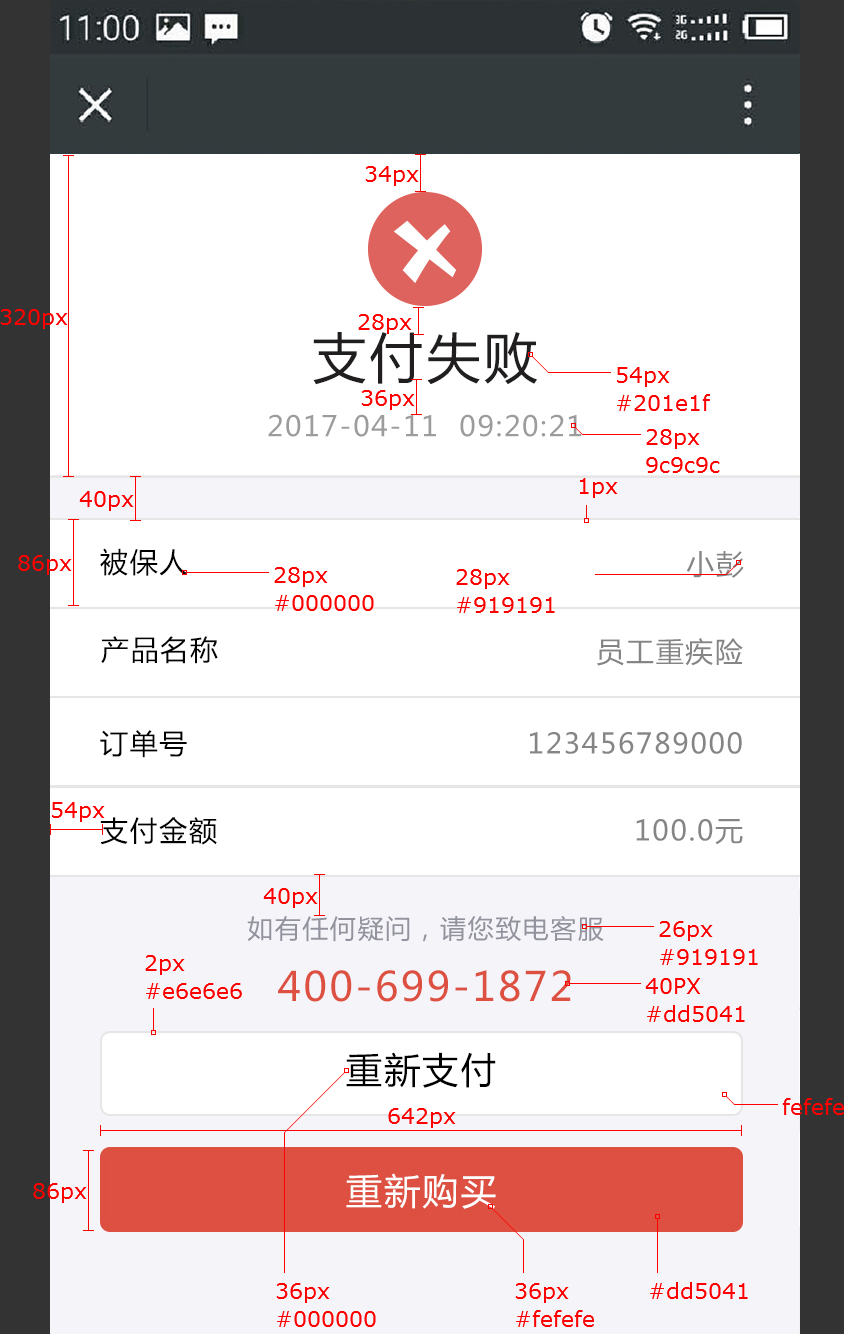 11:00
3G
2G
34px
320px
28px
支付失败
54px
#201e1f
36px
2017-04-11 09:20:21
28px
9c9c9c
40px
1px
86px
被保人
小彭
28px
#000000
28px
#919191
产品名称
员工重疾险
订单号
123456789000
54px
支付金额
100.0元
40px
如有任何疑问，请您致电客服
26px
#919191
2px
#e6e6e6
400-699-1872
40PX
#dd5041
重新支付
fefefe
642px
86px
重新购买
36px
#000000
36px
#fefefe
#dd5041